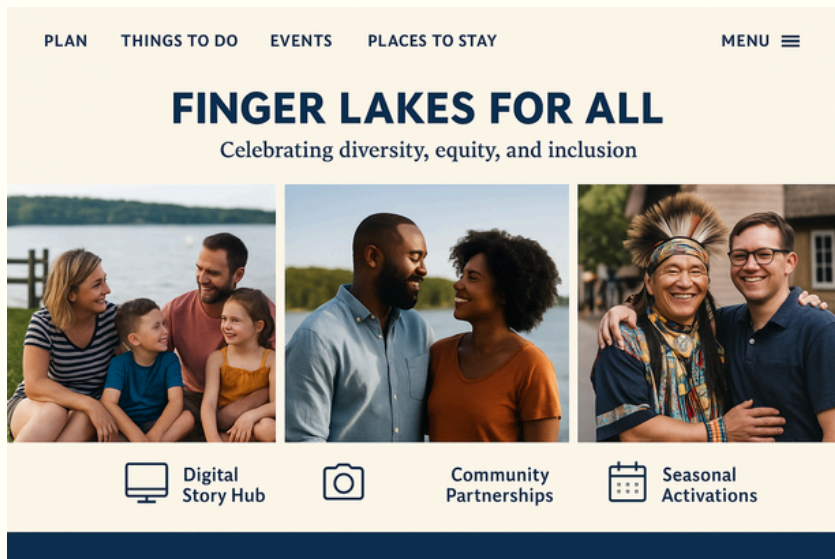 PLAN THINGS TO DO EVENTS PLACES TO STAY MENU
FINGER LAKES FOR ALL
Celebrating diversity, equity, and inclusion
Digital
Story Hub
Community
Partnerships
Seasonal
Activations